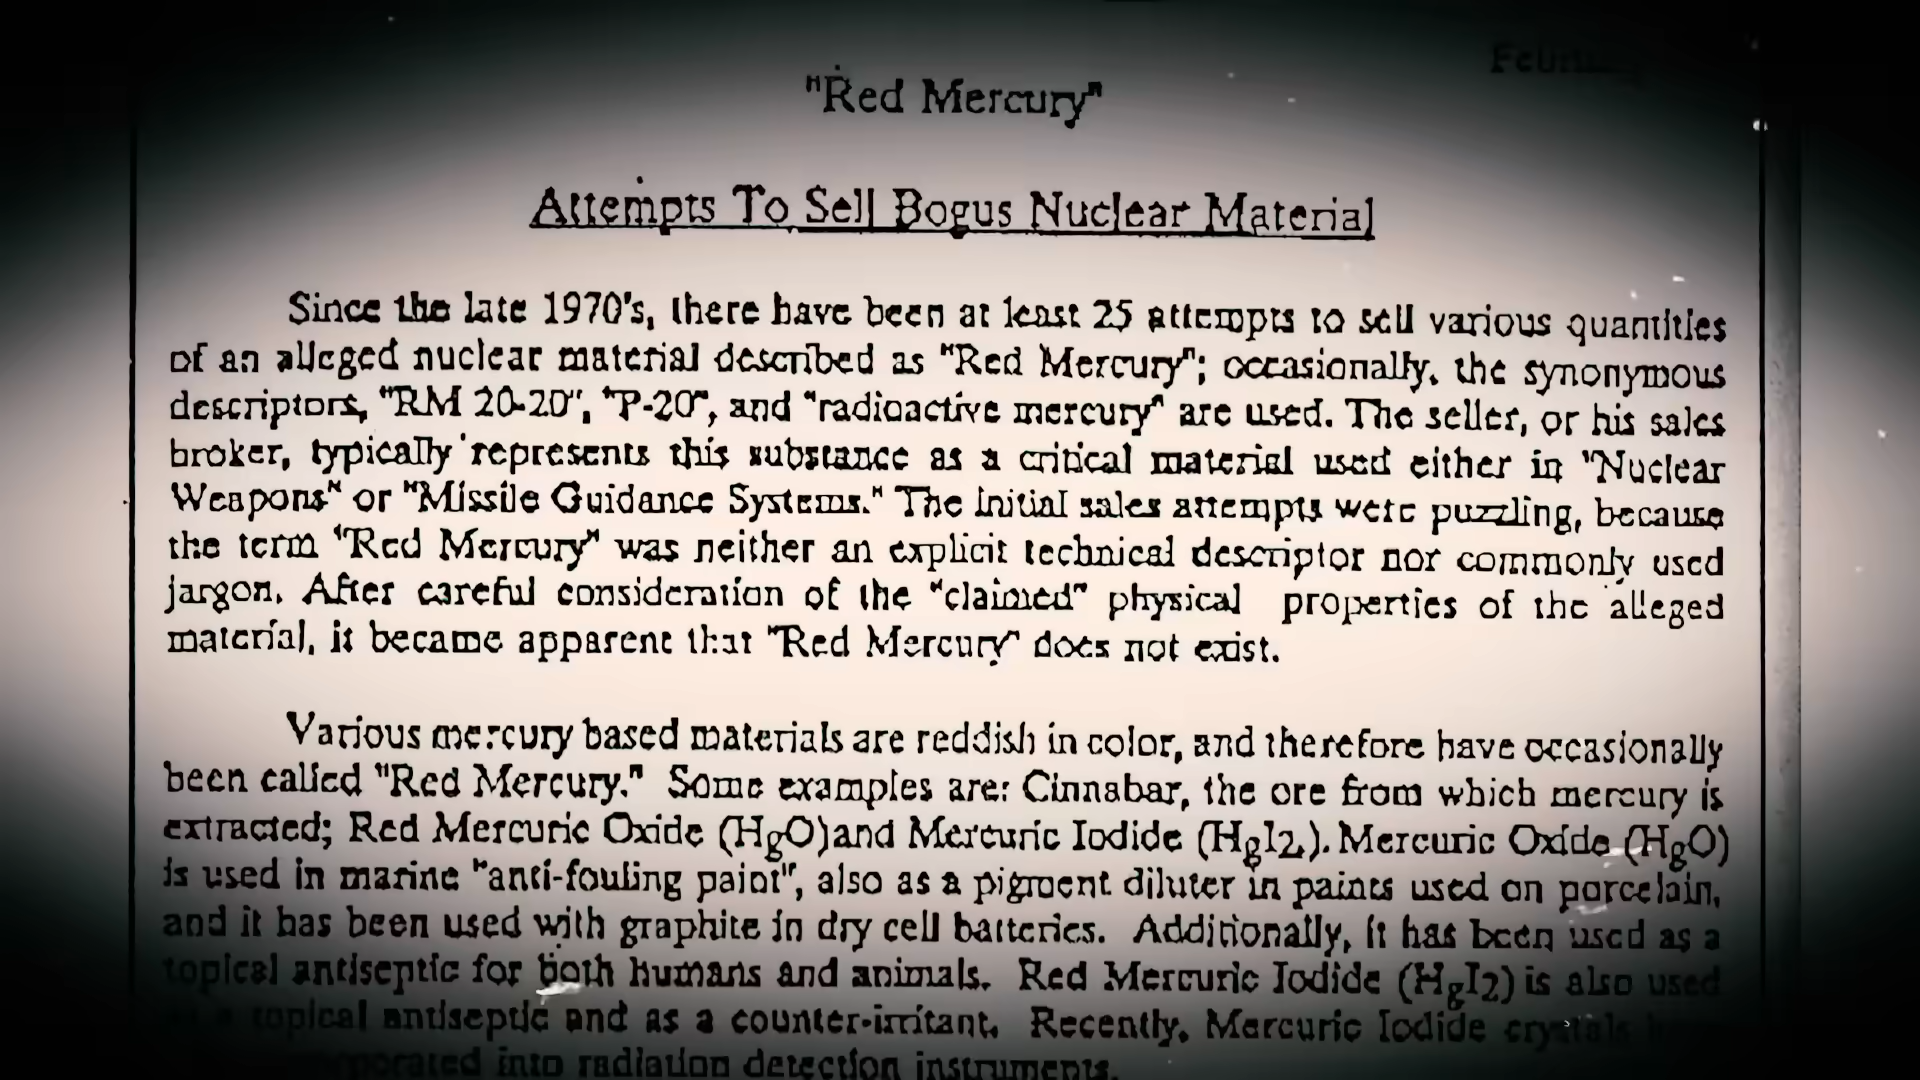 "Red Mercury"
Attempts To Sell Bogus Nuclear Material
Since the late 1970's, there have been at least 25 attempts to sell various quantities
of an alleged nuclear material described as "Red Mercury"; occasionally, the synonymous
descriptors, "RM 20-20", "P-20", and "radioactive mercury" are used. The seller, or his sales
broker, typically represents this substance as a critical material used either in "Nuclear
Weapons" or "Missile Guidance Systems." The initial sales attempts were puzzling, because
the term "Red Mercury" was neither an explicit technical descriptor nor commonly used
jargon. After careful consideration of the "claimed" physical properties of the alleged
material, it became apparent that "Red Mercury" does not exist.
Various mercury based materials are reddish in color, and therefore have occasionally
been called "Red Mercury." Some examples are: Cinnabar, the ore from which mercury is
extracted; Red Mercuric Oxide (HgO)and Mercuric Iodide (HgI2,). Mercuric Oxide (HgO)
is used in marine "anti-fouling paint", also as a pigment diluter in paints used on porcelain,
and it has been used with graphite in dry cell batteries. Additionally, it has been used as a
topical antiseptic for both humans and animals. Red Mercuric Iodide (HgI2) is also used
topical antiseptic and as a counter-irritant. Recently, Mercuric Iodide crystals
into radiation detection instruments.